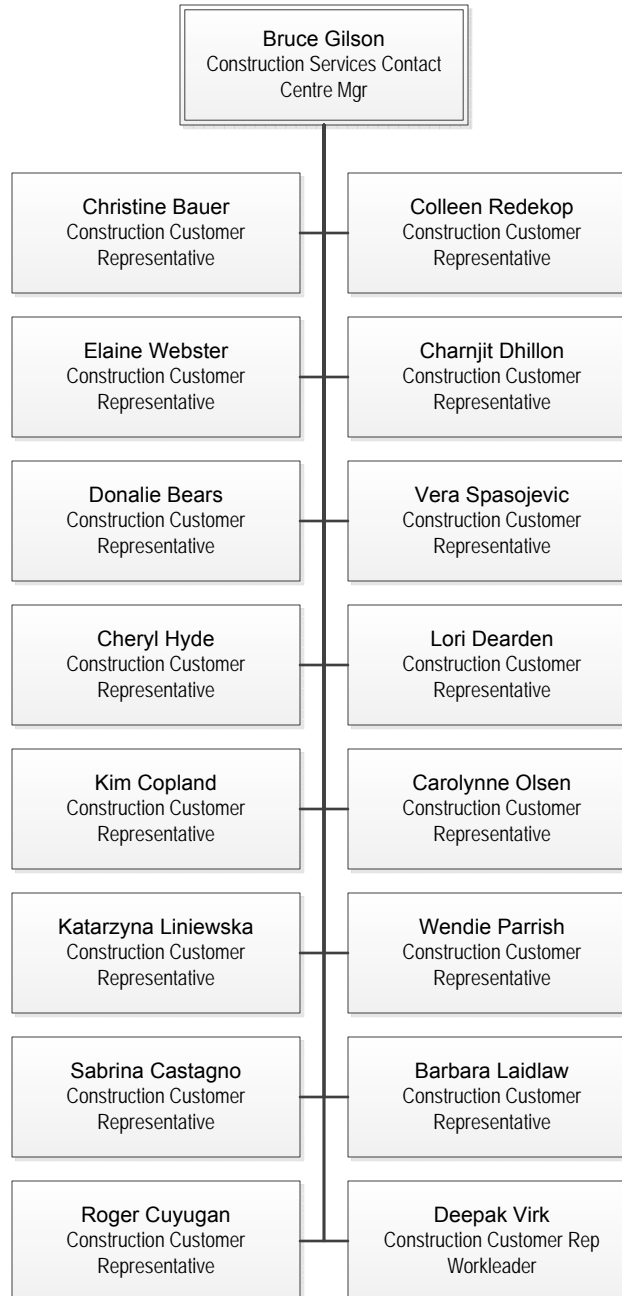 Bruce Gilson
Construction Services Contact
Centre Mgr
Christine Bauer
Construction Customer
Representative
Colleen Redekop
Construction Customer
Representative
Elaine Webster
Construction Customer
Representative
Charnjit Dhillon
Construction Customer
Representative
Donalie Bears
Construction Customer
Representative
Vera Spasojevic
Construction Customer
Representative
Cheryl Hyde
Construction Customer
Representative
Lori Dearden
Construction Customer
Representative
Kim Copland
Construction Customer
Representative
Carolynne Olsen
Construction Customer
Representative
Katarzyna Liniewska
Construction Customer
Representative
Wendie Parrish
Construction Customer
Representative
Sabrina Castagno
Construction Customer
Representative
Barbara Laidlaw
Construction Customer
Representative
Roger Cuyugan
Construction Customer
Representative
Deepak Virk
Construction Customer Rep
Workleader